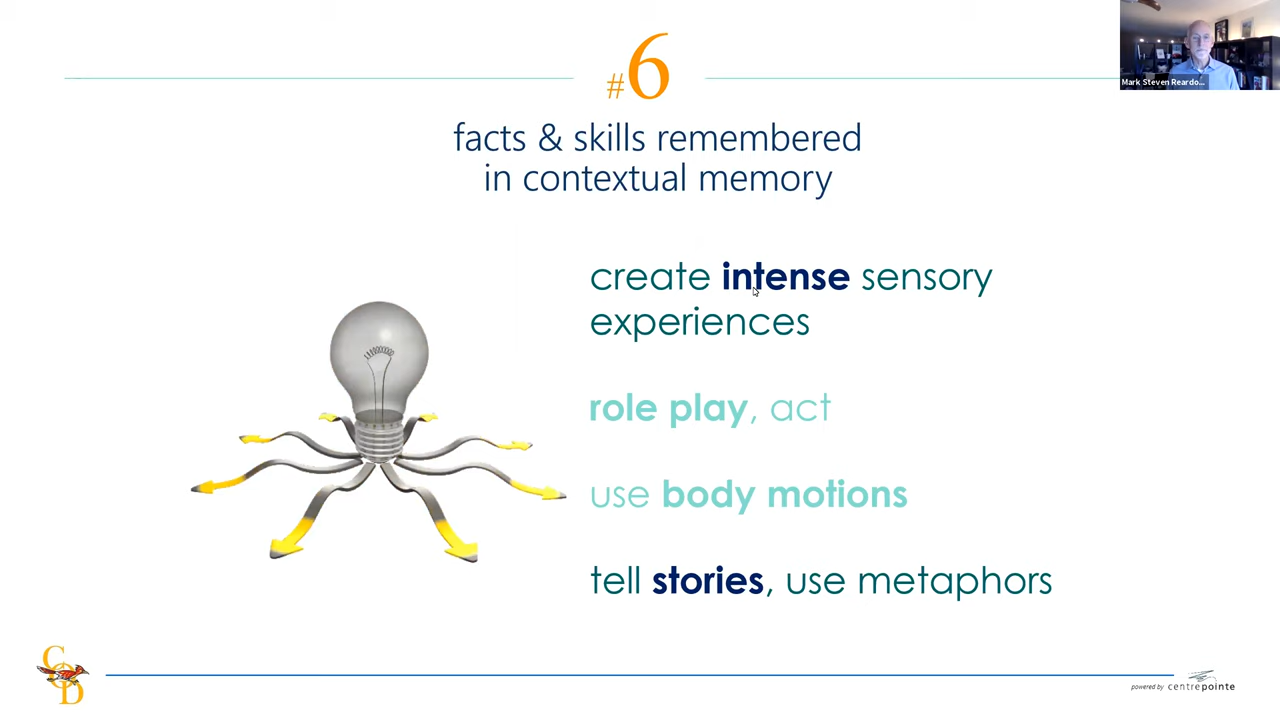 #6
Mark Steven Reardo...
facts & skills remembered
in contextual memory
create intense sensory
experiences
role play, act
use body motions
tell stories, use metaphors
COD
powered by centrepointe